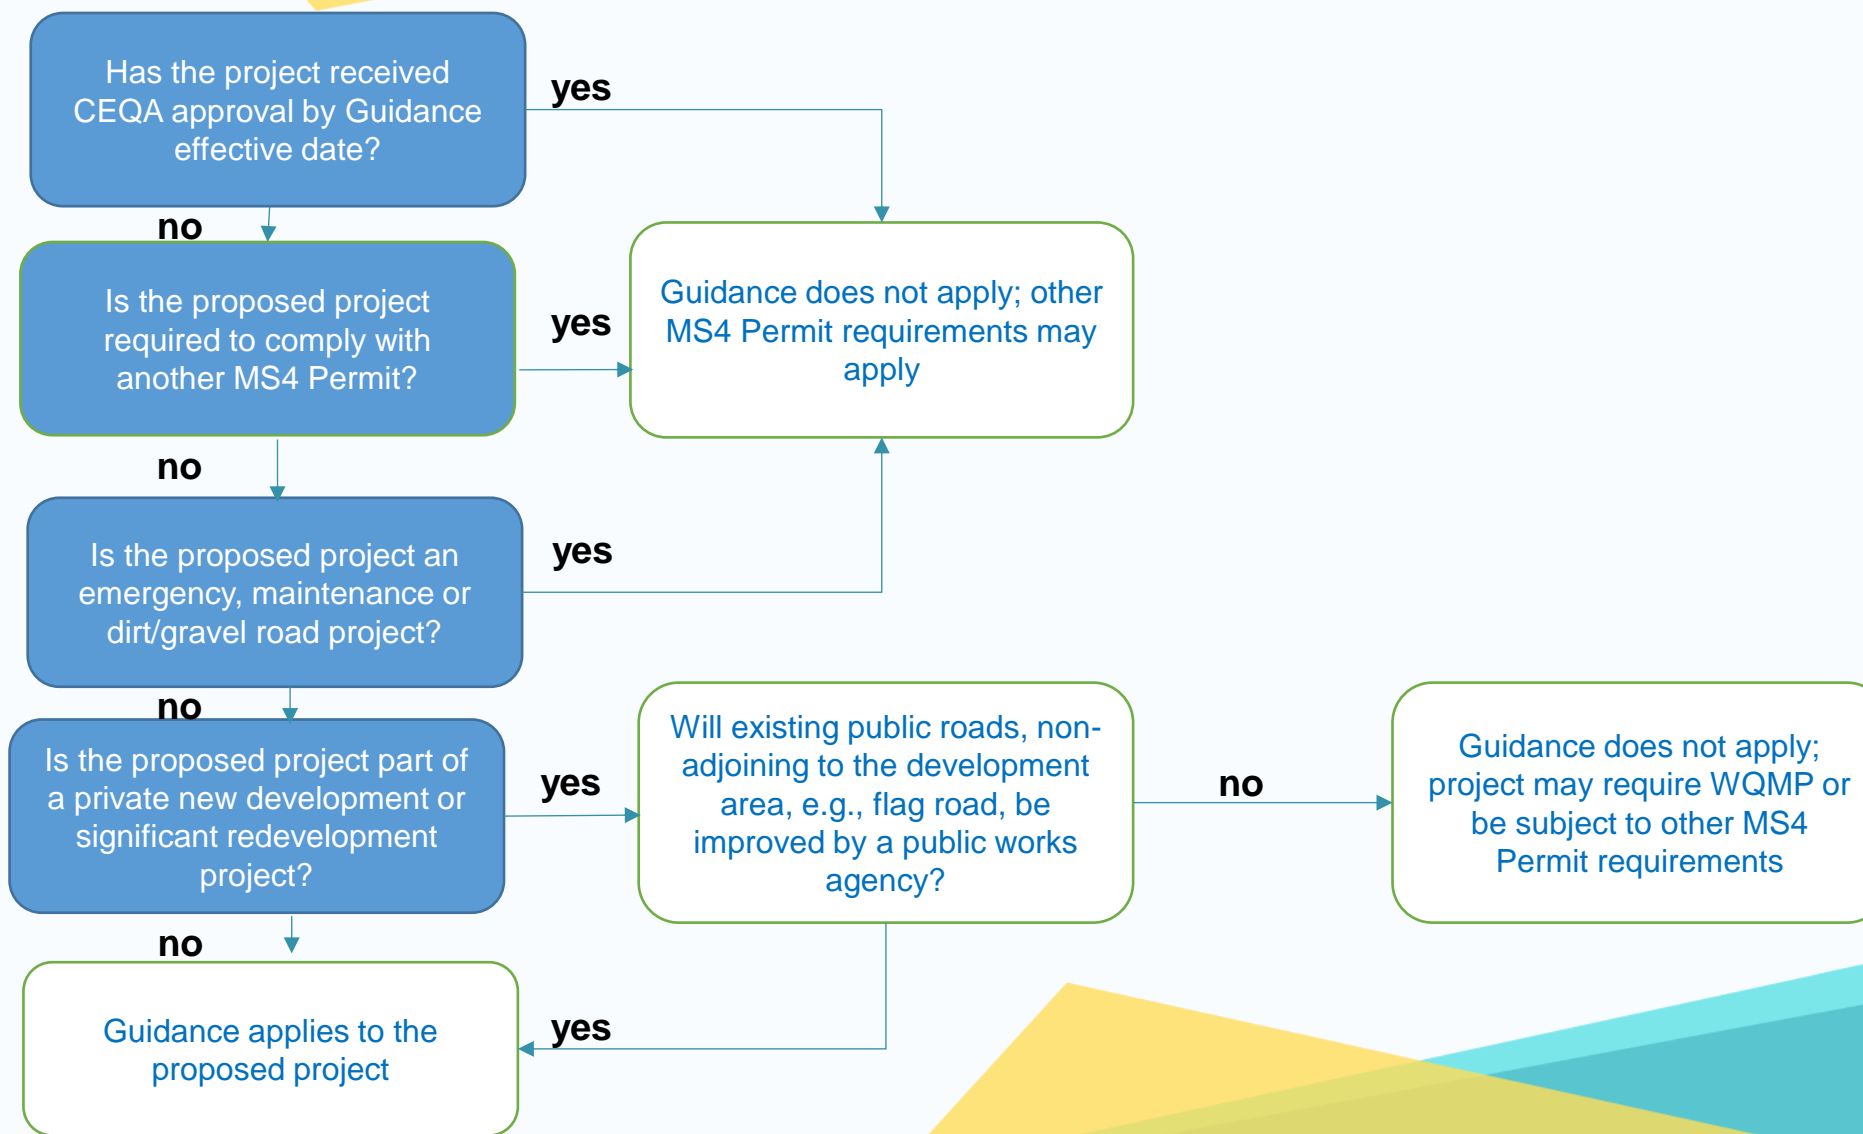 Has the project received
CEQA approval by Guidance
effective date?
yes
no
Is the proposed project
required to comply with
another MS4 Permit?
yes
Guidance does not apply; other
MS4 Permit requirements may
apply
no
Is the proposed project an
emergency, maintenance or
dirt/gravel road project?
yes
no
Is the proposed project part of
a private new development or
significant redevelopment
project?
yes
Will existing public roads, non-
adjoining to the development
area, e.g., flag road, be
improved by a public works
agency?
no
Guidance does not apply;
project may require WQMP or
be subject to other MS4
Permit requirements
no
Guidance applies to the
proposed project
yes